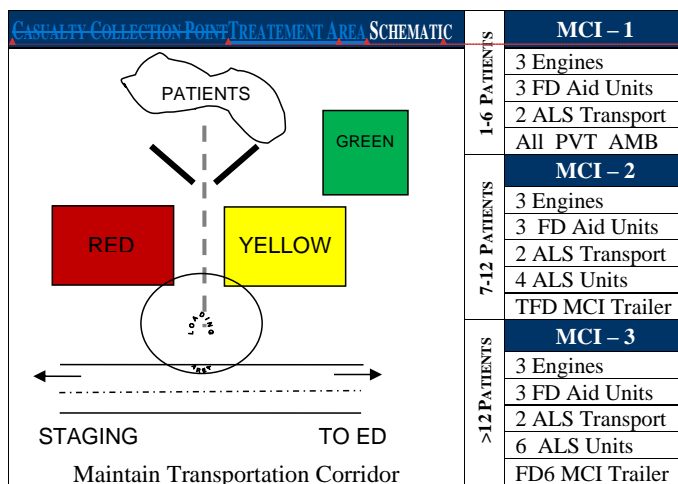 CASUALTY COLLECTION POINTTREATEMENT AREA SCHEMATIC
PATIENTS
GREEN
RED
YELLOW
LOADING
AREA
STAGING
TO ED
Maintain Transportation Corridor
1-6 PATIENTS
MCI – 1
3 Engines
3 FD Aid Units
2 ALS Transport
All PVT AMB
7-12 PATIENTS
MCI – 2
3 Engines
3 FD Aid Units
2 ALS Transport
4 ALS Units
TFD MCI Trailer
>12 PATIENTS
MCI – 3
3 Engines
3 FD Aid Units
2 ALS Transport
6 ALS Units
FD6 MCI Trailer